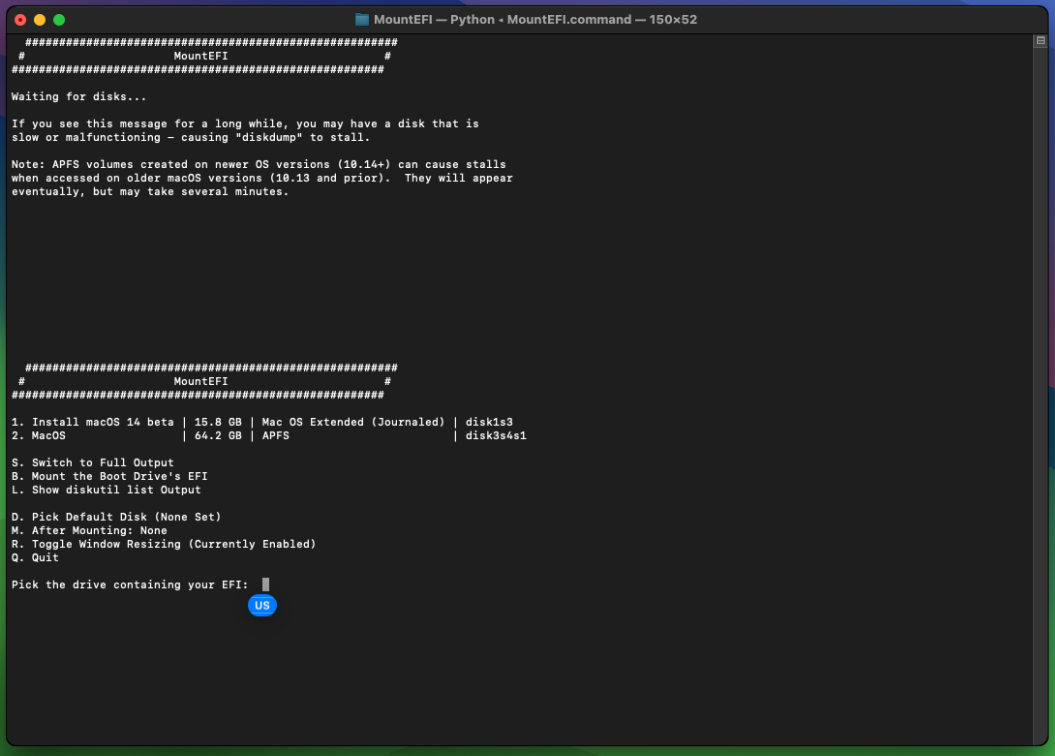 MountEFI — Python ◂ MountEFI.command — 150×52
#######################################################
# MountEFI #
#######################################################
Waiting for disks...
If you see this message for a long while, you may have a disk that is
slow or malfunctioning – causing "diskdump" to stall.
Note: APFS volumes created on newer OS versions (10.14+) can cause stalls
when accessed on older macOS versions (10.13 and prior).  They will appear
eventually, but may take several minutes.
#######################################################
# MountEFI #
#######################################################
1. Install macOS 14 beta | 15.8 GB | Mac OS Extended (Journaled) | disk1s3
2. MacOS                 | 64.2 GB | APFS                        | disk3s4s1
S. Switch to Full Output
B. Mount the Boot Drive's EFI
L. Show diskutil list Output
D. Pick Default Disk (None Set)
M. After Mounting: None
R. Toggle Window Resizing (Currently Enabled)
Q. Quit
Pick the drive containing your EFI:
US